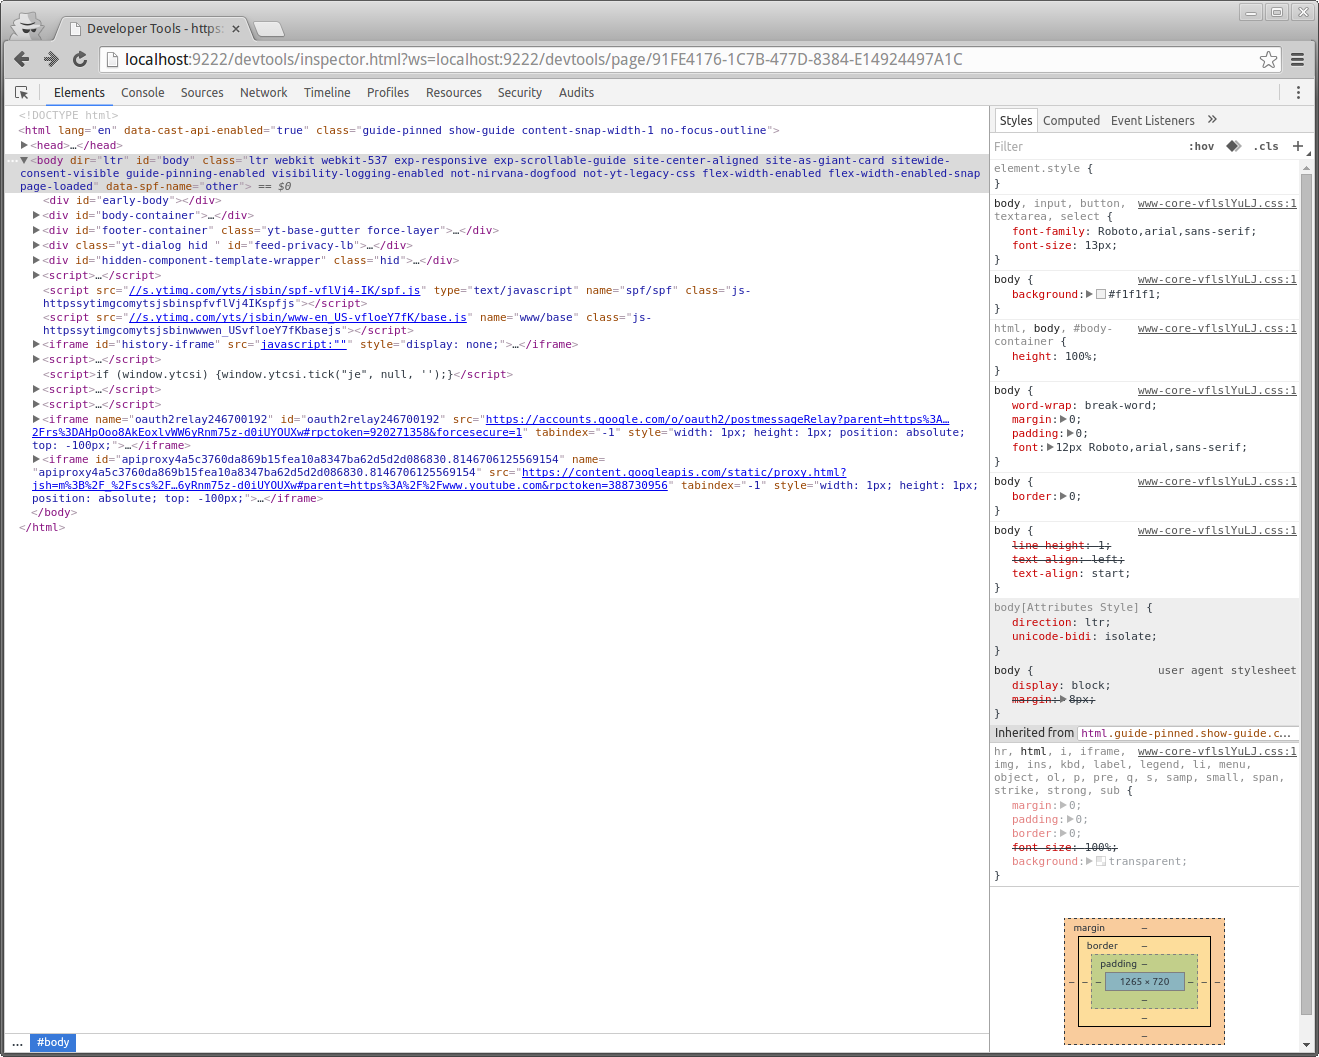 Developer Tools - https:
localhost:9222/devtools/inspector.html?ws=localhost:9222/devtools/page/91FE4176-1C7B-477D-8384-E14924497A1C
Elements Console Sources Network Timeline Profiles Resources Security Audits
<!DOCTYPE html>
<html lang="en" data-cast-api-enabled="true" class="guide-pinned show-guide content-snap-width-1 no-focus-outline">
<head>…</head>
<body dir="ltr" id="body" class="ltr webkit webkit-537 exp-responsive exp-scrollable-guide site-center-aligned site-as-giant-card sitewide-
consent-visible guide-pinning-enabled visibility-logging-enabled not-nirvana-dogfood not-yt-legacy-css flex-width-enabled flex-width-enabled-snap
page-loaded" data-spf-name="other"> == $0
<div id="early-body"></div>
<div id="body-container">…</div>
<div id="footer-container" class="yt-base-gutter force-layer">…</div>
<div class="yt-dialog hid " id="feed-privacy-lb">…</div>
<div id="hidden-component-template-wrapper" class="hid">…</div>
<script>…</script>
<script src="//s.ytimg.com/yts/jsbin/spf-vflVj4-IK/spf.js" type="text/javascript" name="spf/spf" class="js-
httpssytimgcomytsjsbinspfvflVj4IKspfjs"></script>
<script src="//s.ytimg.com/yts/jsbin/www-en_US-vfloeY7fK/base.js" name="www/base" class="js-
httpssytimgcomytsjsbinwwwen_USvfloeY7fKbasejs"></script>
<iframe id="history-iframe" src="javascript:""" style="display: none;">…</iframe>
<script>…</script>
<script>if (window.ytcsi) {window.ytcsi.tick("je", null, '');}</script>
<script>…</script>
<script>…</script>
<iframe name="oauth2relay246700192" id="oauth2relay246700192" src="https://accounts.google.com/o/oauth2/postmessageRelay?parent=https%3A…
2Frs%3DAHpOoo8AkEoxlvWW6yRnm75z-d0iUYOUXw#rpctoken=920271358&forcesecure=1" tabindex="-1" style="width: 1px; height: 1px; position: absolute;
top: -100px;">…</iframe>
<iframe id="apiproxy4a5c3760da869b15fea10a8347ba62d5d2d086830.8146706125569154" name=
"apiproxy4a5c3760da869b15fea10a8347ba62d5d2d086830.8146706125569154" src="https://content.googleapis.com/static/proxy.html?
jsh=m%3B%2F_%2Fscs%2F…6yRnm75z-d0iUYOUXw#parent=https%3A%2F%2Fwww.youtube.com&rpctoken=388730956" tabindex="-1" style="width: 1px; height: 1px;
position: absolute; top: -100px;">…</iframe>
</body>
</html>
… #body
Styles Computed Event Listeners »
Filter :hov .cls +
element.style {
}
body, input, button, www-core-vflslYuLJ.css:1
textarea, select {
font-family: Roboto,arial,sans-serif;
font-size: 13px;
}
body { www-core-vflslYuLJ.css:1
background: #f1f1f1;
}
html, body, #body- www-core-vflslYuLJ.css:1
container {
height: 100%;
}
body { www-core-vflslYuLJ.css:1
word-wrap: break-word;
margin: 0;
padding: 0;
font: 12px Roboto,arial,sans-serif;
}
body { www-core-vflslYuLJ.css:1
border: 0;
}
body { www-core-vflslYuLJ.css:1
line-height: 1;
text-align: left;
text-align: start;
}
body[Attributes Style] {
direction: ltr;
unicode-bidi: isolate;
}
body { user agent stylesheet
display: block;
margin: 8px;
}
Inherited from html.guide-pinned.show-guide.c…
hr, html, i, iframe, www-core-vflslYuLJ.css:1
img, ins, kbd, label, legend, li, menu,
object, ol, p, pre, q, s, samp, small, span,
strike, strong, sub {
margin: 0;
padding: 0;
border: 0;
font-size: 100%;
background: transparent;
}
margin –
border –
padding –
– – – 1265 × 720 – – –
–
–
–